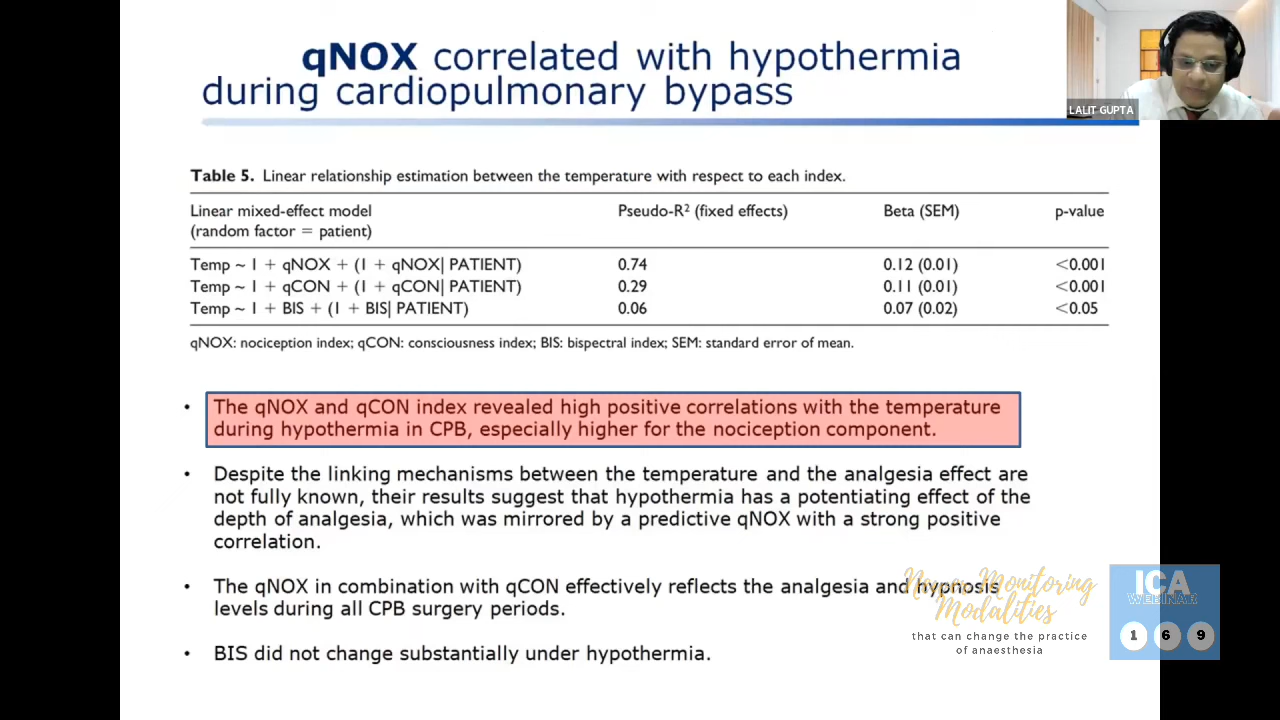 qNOX correlated with hypothermia
during cardiopulmonary bypass
LALIT GUPTA
Table 5. Linear relationship estimation between the temperature with respect to each index.
Linear mixed-effect model
(random factor = patient)
Pseudo-R² (fixed effects)
Beta (SEM)
p-value
Temp ~ 1 + qNOX + (1 + qNOX| PATIENT) 0.74 0.12 (0.01) <0.001
Temp ~ 1 + qCON + (1 + qCON| PATIENT) 0.29 0.11 (0.01) <0.001
Temp ~ 1 + BIS + (1 + BIS| PATIENT) 0.06 0.07 (0.02) <0.05
qNOX: nociception index; qCON: consciousness index; BIS: bispectral index; SEM: standard error of mean.
• The qNOX and qCON index revealed high positive correlations with the temperature
during hypothermia in CPB, especially higher for the nociception component.
• Despite the linking mechanisms between the temperature and the analgesia effect are
not fully known, their results suggest that hypothermia has a potentiating effect of the
depth of analgesia, which was mirrored by a predictive qNOX with a strong positive
correlation.
• The qNOX in combination with qCON effectively reflects the analgesia and hypnosis
levels during all CPB surgery periods.
• BIS did not change substantially under hypothermia.
Newer Monitoring
Modalities
that can change the practice
of anaesthesia
ICA
WEBINAR
1 6 9